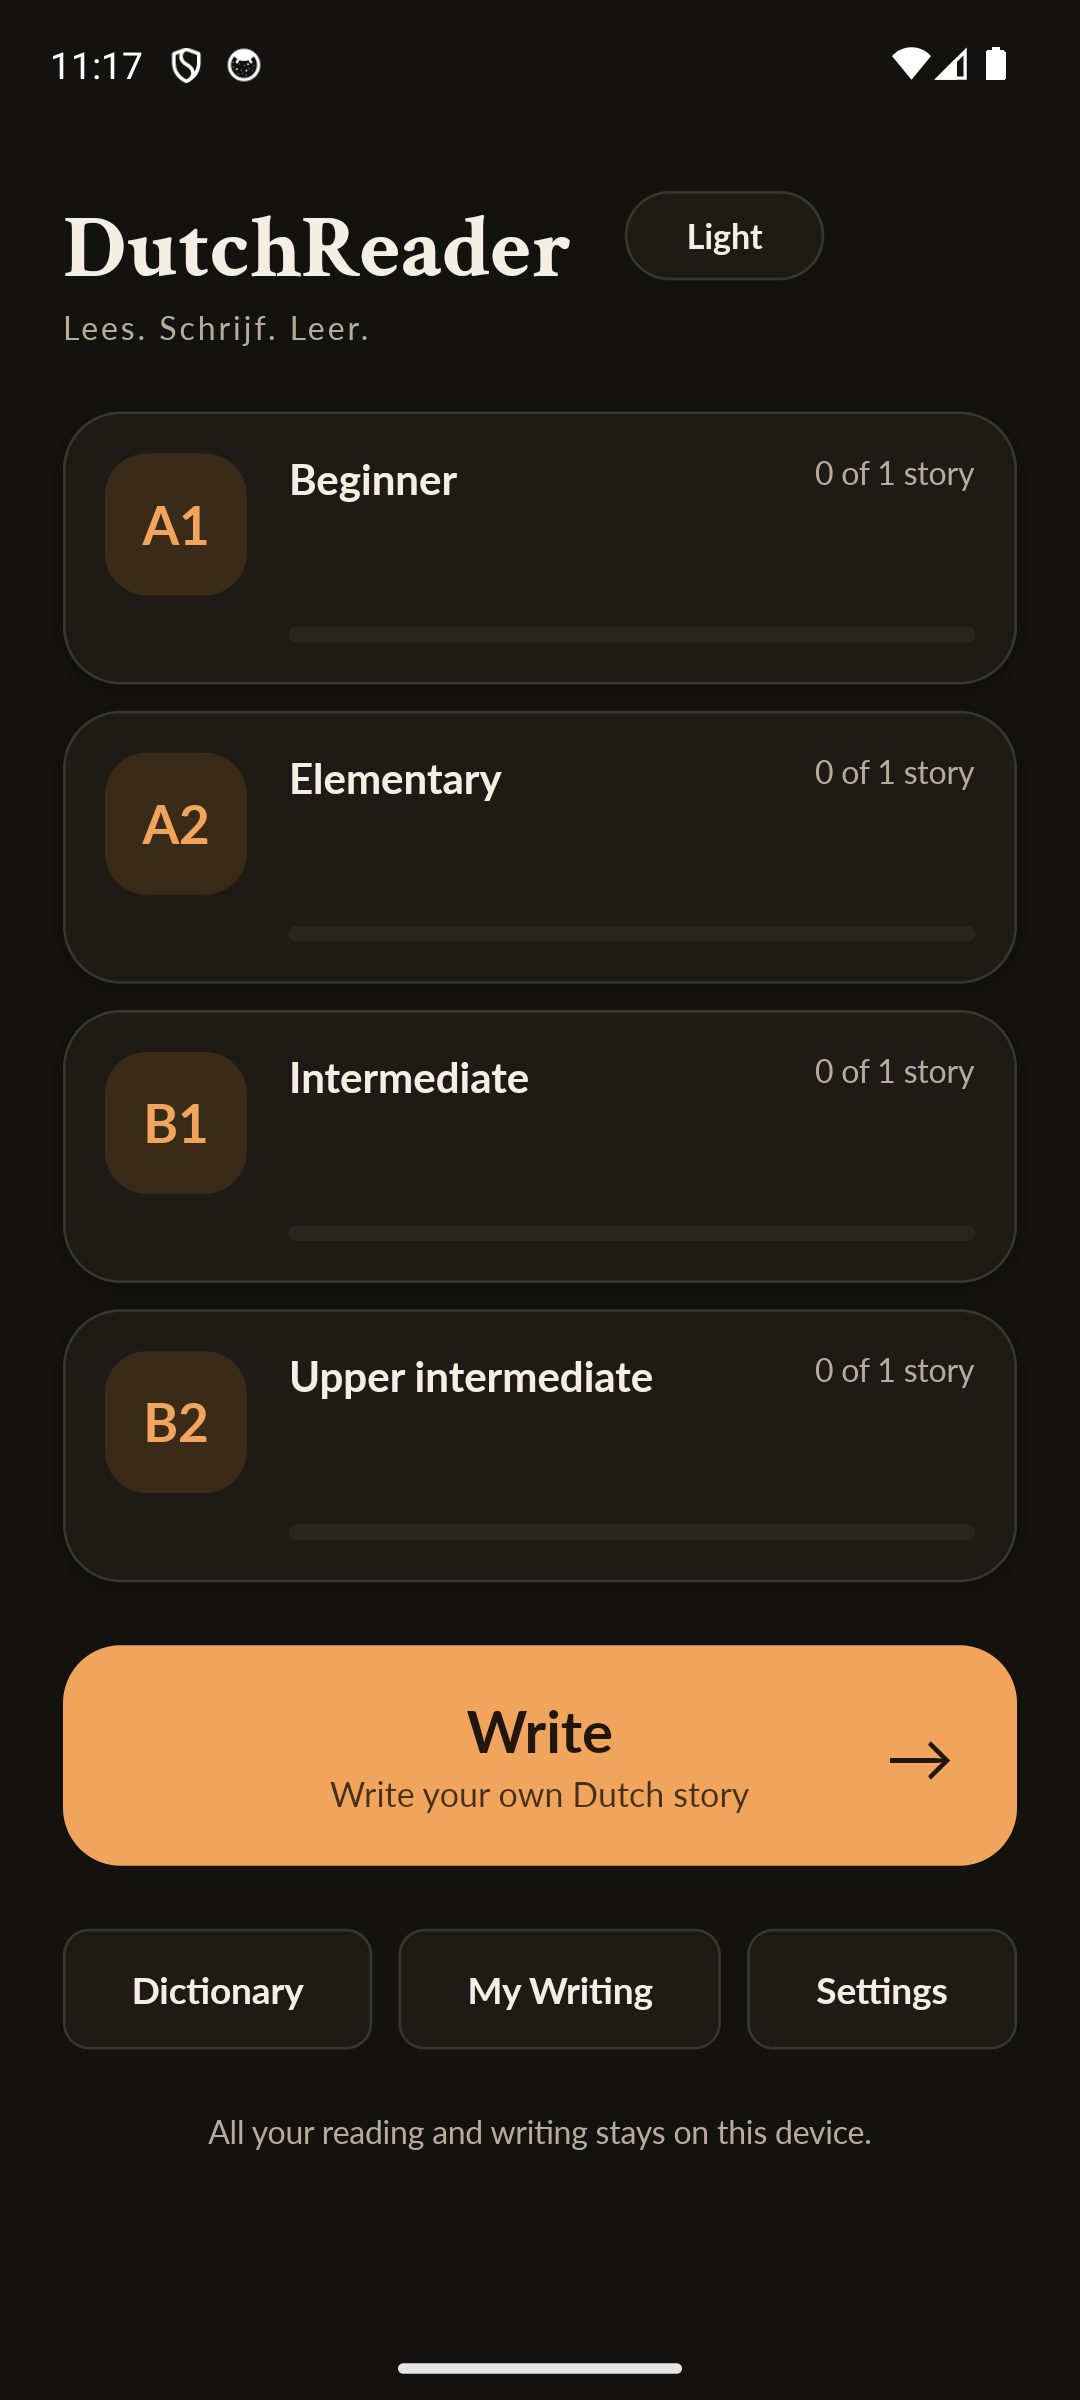 11:17
DutchReader
Light
Lees. Schrijf. Leer.
A1
Beginner
0 of 1 story
A2
Elementary
0 of 1 story
B1
Intermediate
0 of 1 story
B2
Upper intermediate
0 of 1 story
Write
Write your own Dutch story
Dictionary
My Writing
Settings
All your reading and writing stays on this device.